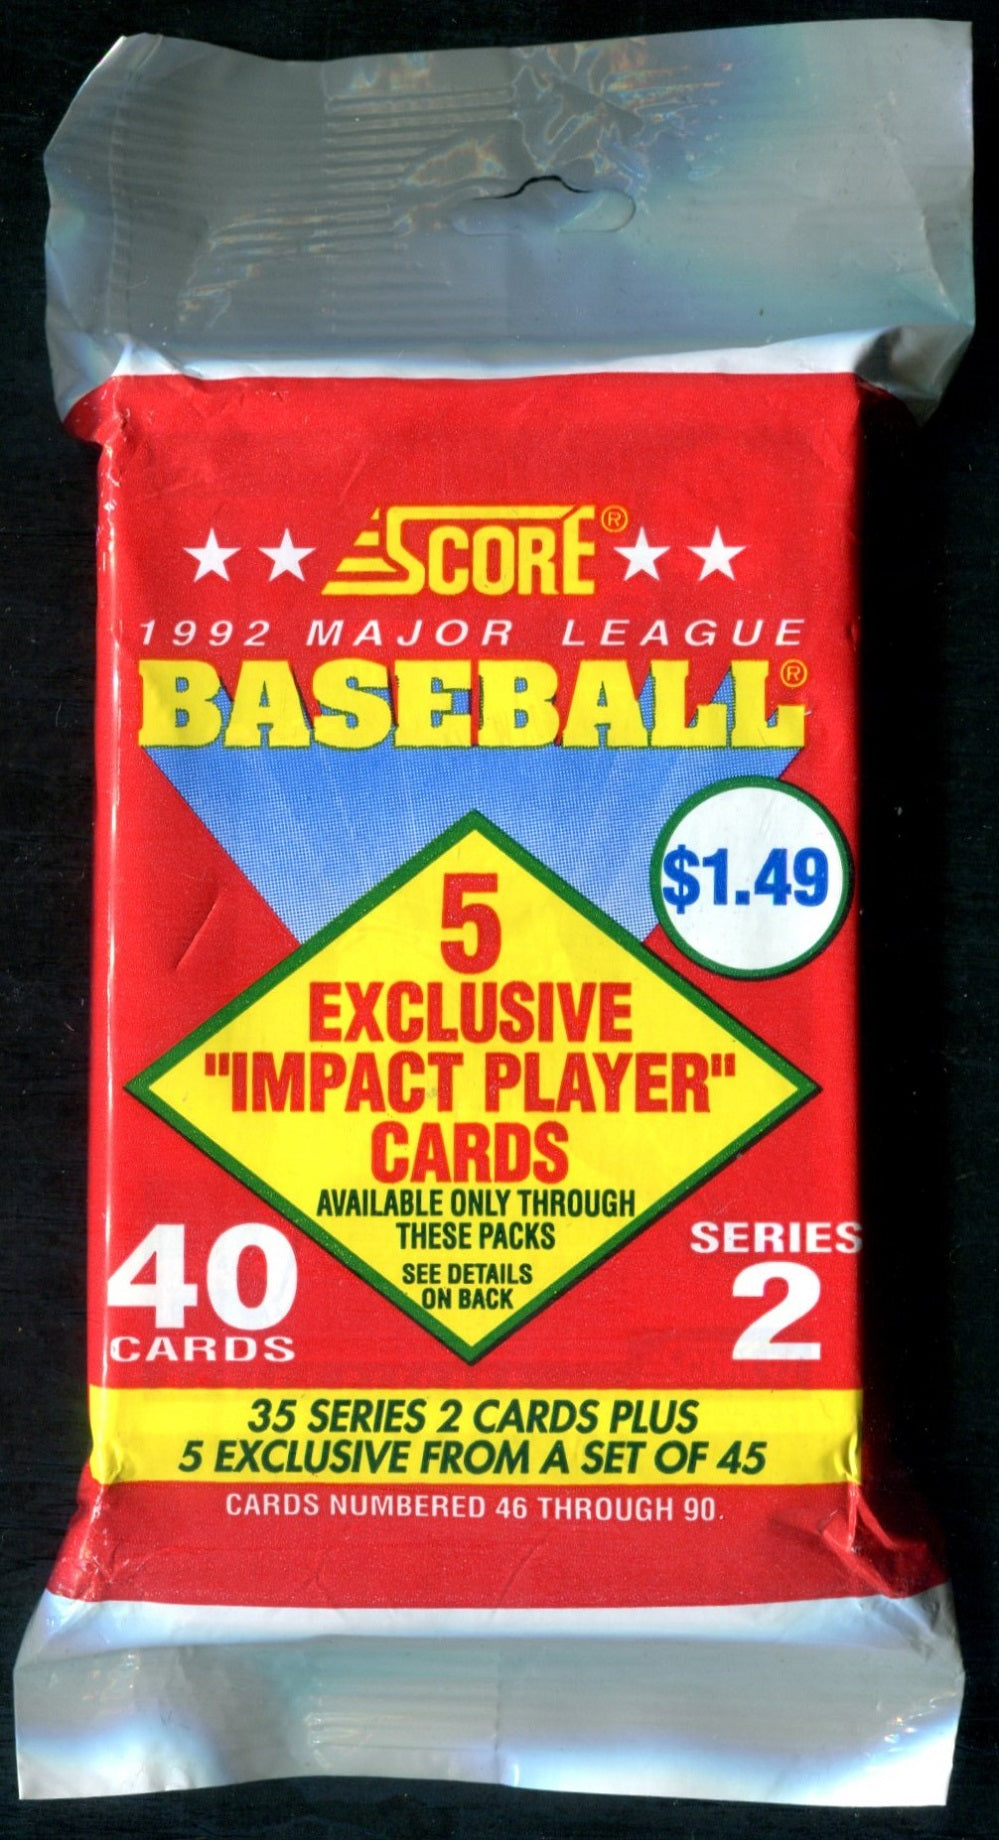 SCORE®
1992 MAJOR LEAGUE
BASEBALL®
$1.49
5
EXCLUSIVE
"IMPACT PLAYER"
CARDS
AVAILABLE ONLY THROUGH
THESE PACKS
SEE DETAILS
ON BACK
40
CARDS
SERIES
2
35 SERIES 2 CARDS PLUS
5 EXCLUSIVE FROM A SET OF 45
CARDS NUMBERED 46 THROUGH 90.